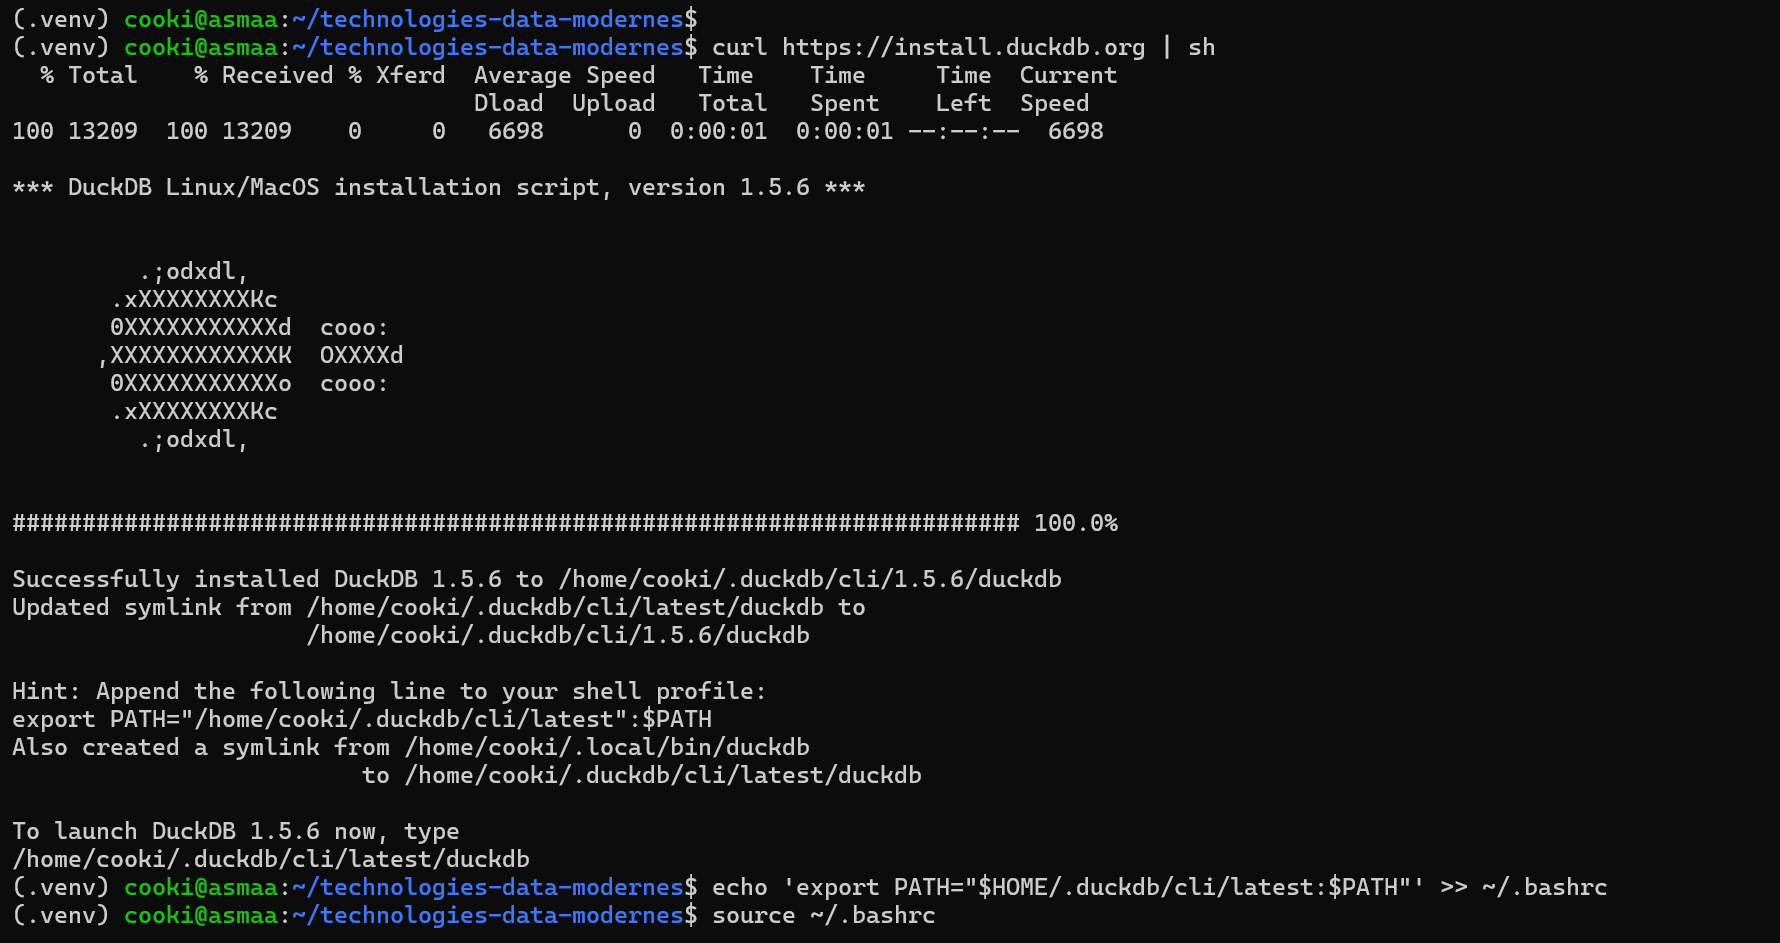 (.venv) cooki@asmaa:~/technologies-data-modernes$
(.venv) cooki@asmaa:~/technologies-data-modernes$ curl https://install.duckdb.org | sh
  % Total    % Received % Xferd  Average Speed   Time    Time     Time  Current
                                 Dload  Upload   Total   Spent    Left  Speed
100 13209  100 13209    0     0   6698      0  0:00:01  0:00:01 --:--:--  6698

*** DuckDB Linux/MacOS installation script, version 1.5.6 ***


         .;odxdl,
       .xXXXXXXXXKc
       0XXXXXXXXXXXd  cooo:
      ,XXXXXXXXXXXXK  OXXXXd
       0XXXXXXXXXXXo  cooo:
       .xXXXXXXXXKc
         .;odxdl,


######################################################################## 100.0%

Successfully installed DuckDB 1.5.6 to /home/cooki/.duckdb/cli/1.5.6/duckdb
Updated symlink from /home/cooki/.duckdb/cli/latest/duckdb to
                     /home/cooki/.duckdb/cli/1.5.6/duckdb

Hint: Append the following line to your shell profile:
export PATH="/home/cooki/.duckdb/cli/latest":$PATH
Also created a symlink from /home/cooki/.local/bin/duckdb
                         to /home/cooki/.duckdb/cli/latest/duckdb

To launch DuckDB 1.5.6 now, type
/home/cooki/.duckdb/cli/latest/duckdb
(.venv) cooki@asmaa:~/technologies-data-modernes$ echo 'export PATH="$HOME/.duckdb/cli/latest:$PATH"' >> ~/.bashrc
(.venv) cooki@asmaa:~/technologies-data-modernes$ source ~/.bashrc